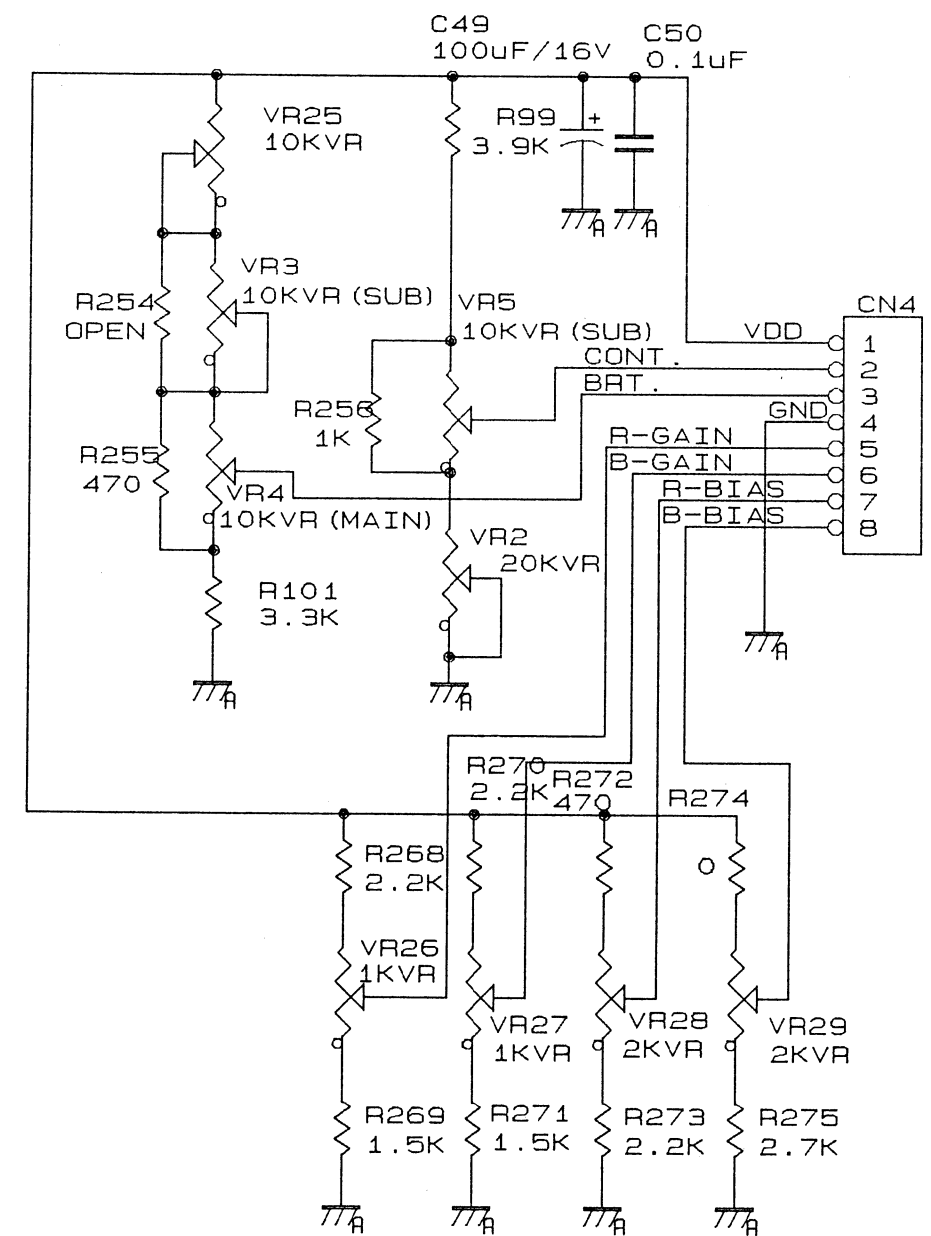 C49
100uF/16V
C50
0.1uF
VR25
10KVR
R99
3.9K
+
A
A
VR3
10KVR (SUB)
R254
OPEN
VR5
10KVR (SUB)
CN4
VDD
1
CONT.
2
BRT.
3
GND
4
R-GAIN
5
B-GAIN
6
R-BIAS
7
B-BIAS
8
R256
1K
R255
470
VR4
10KVR (MAIN)
VR2
20KVR
R101
3.3K
A
A
A
R270
2.2K
R272
470
R274
0
R268
2.2K
VR26
1KVR
VR27
1KVR
VR28
2KVR
VR29
2KVR
R269
1.5K
R271
1.5K
R273
2.2K
R275
2.7K
A
A
A
A